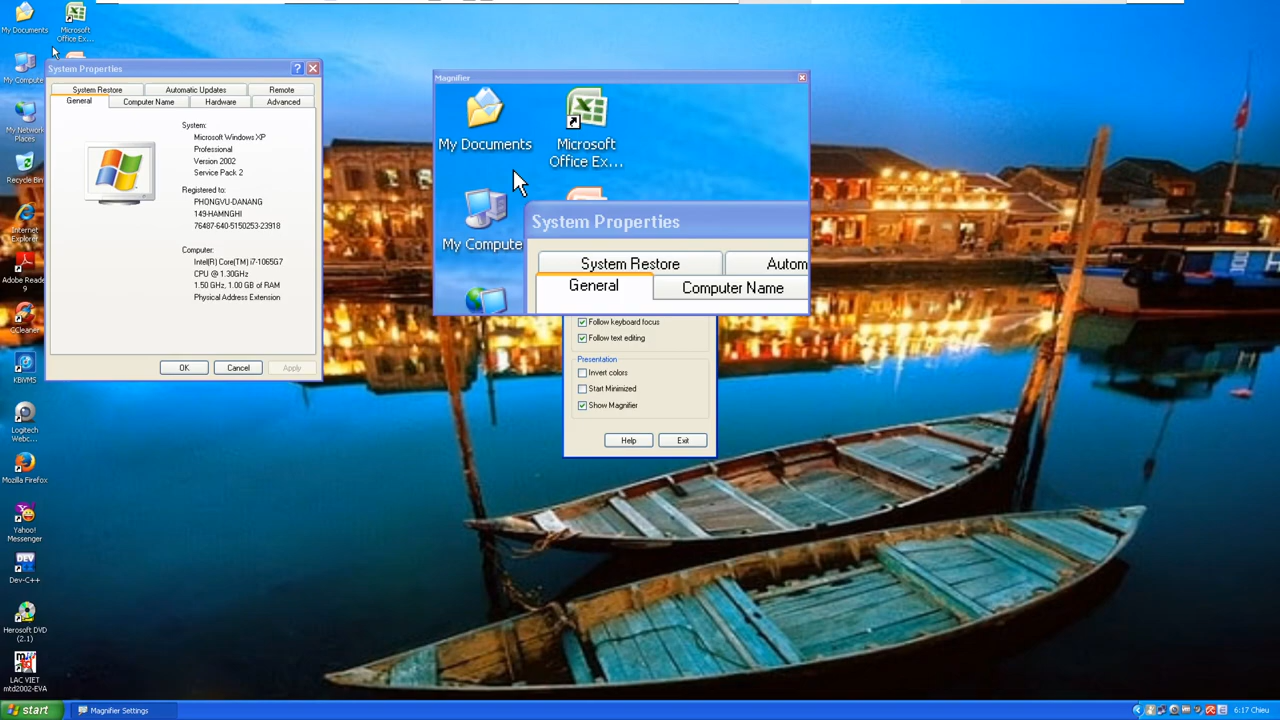 My Documents
Microsoft
Office Ex...
My Compute
My Network
Places
Recycle Bin
Internet
Explorer
Adobe Reade
9
CCleaner
KBVMS
Logitech
Webc...
Mozilla Firefox
Yahoo!
Messenger
DEV
Dev-C++
Herosoft DVD
(2.1)
LAC VIET
mtd2002-EVA
System Properties
System Restore
Automatic Updates
Remote
General
Computer Name
Hardware
Advanced
System:
Microsoft Windows XP
Professional
Version 2002
Service Pack 2
Registered to:
PHONGVU-DANANG
149-HAMNGHI
76487-640-5150253-23918
Computer:
Intel(R) Core(TM) i7-1065G7
CPU @ 1.30GHz
1.50 GHz, 1.00 GB of RAM
Physical Address Extension
OK
Cancel
Apply
Magnifier
My Documents
Microsoft
Office Ex...
My Compute
System Properties
System Restore
Autom
General
Computer Name
Follow keyboard focus
Follow text editing
Presentation
Invert colors
Start Minimized
Show Magnifier
Help
Exit
start
Magnifier Settings
6:17 Chieu